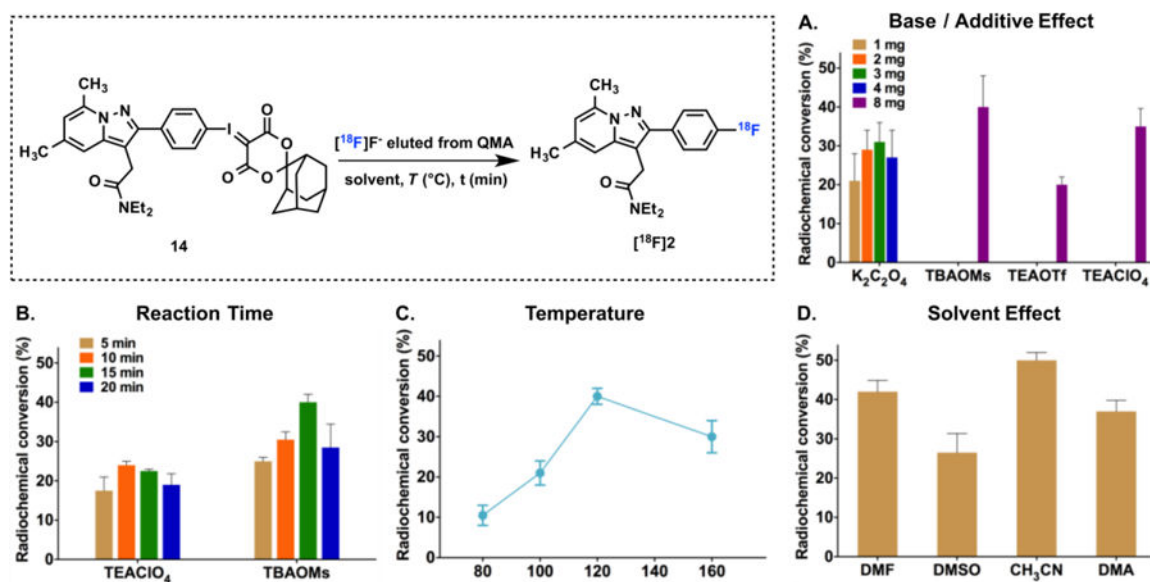 CH₃
N
N
I
O
O
O
O
CH₃
O
NEt₂
14
[¹⁸F]F⁻ eluted from QMA
solvent, T (°C), t (min)
CH₃
N
N
¹⁸F
CH₃
O
NEt₂
[¹⁸F]2
A. Base / Additive Effect
Radiochemical conversion (%)
50
40
30
20
10
0
1 mg
2 mg
3 mg
4 mg
8 mg
K₂C₂O₄ TBAOMs TEAOTf TEAClO₄
B. Reaction Time
Radiochemical conversion (%)
50
40
30
20
10
0
5 min
10 min
15 min
20 min
TEAClO₄ TBAOMs
C. Temperature
Radiochemical conversion (%)
50
40
30
20
10
0
80 100 120 140 160
D. Solvent Effect
Radiochemical conversion (%)
50
40
30
20
10
0
DMF DMSO CH₃CN DMA